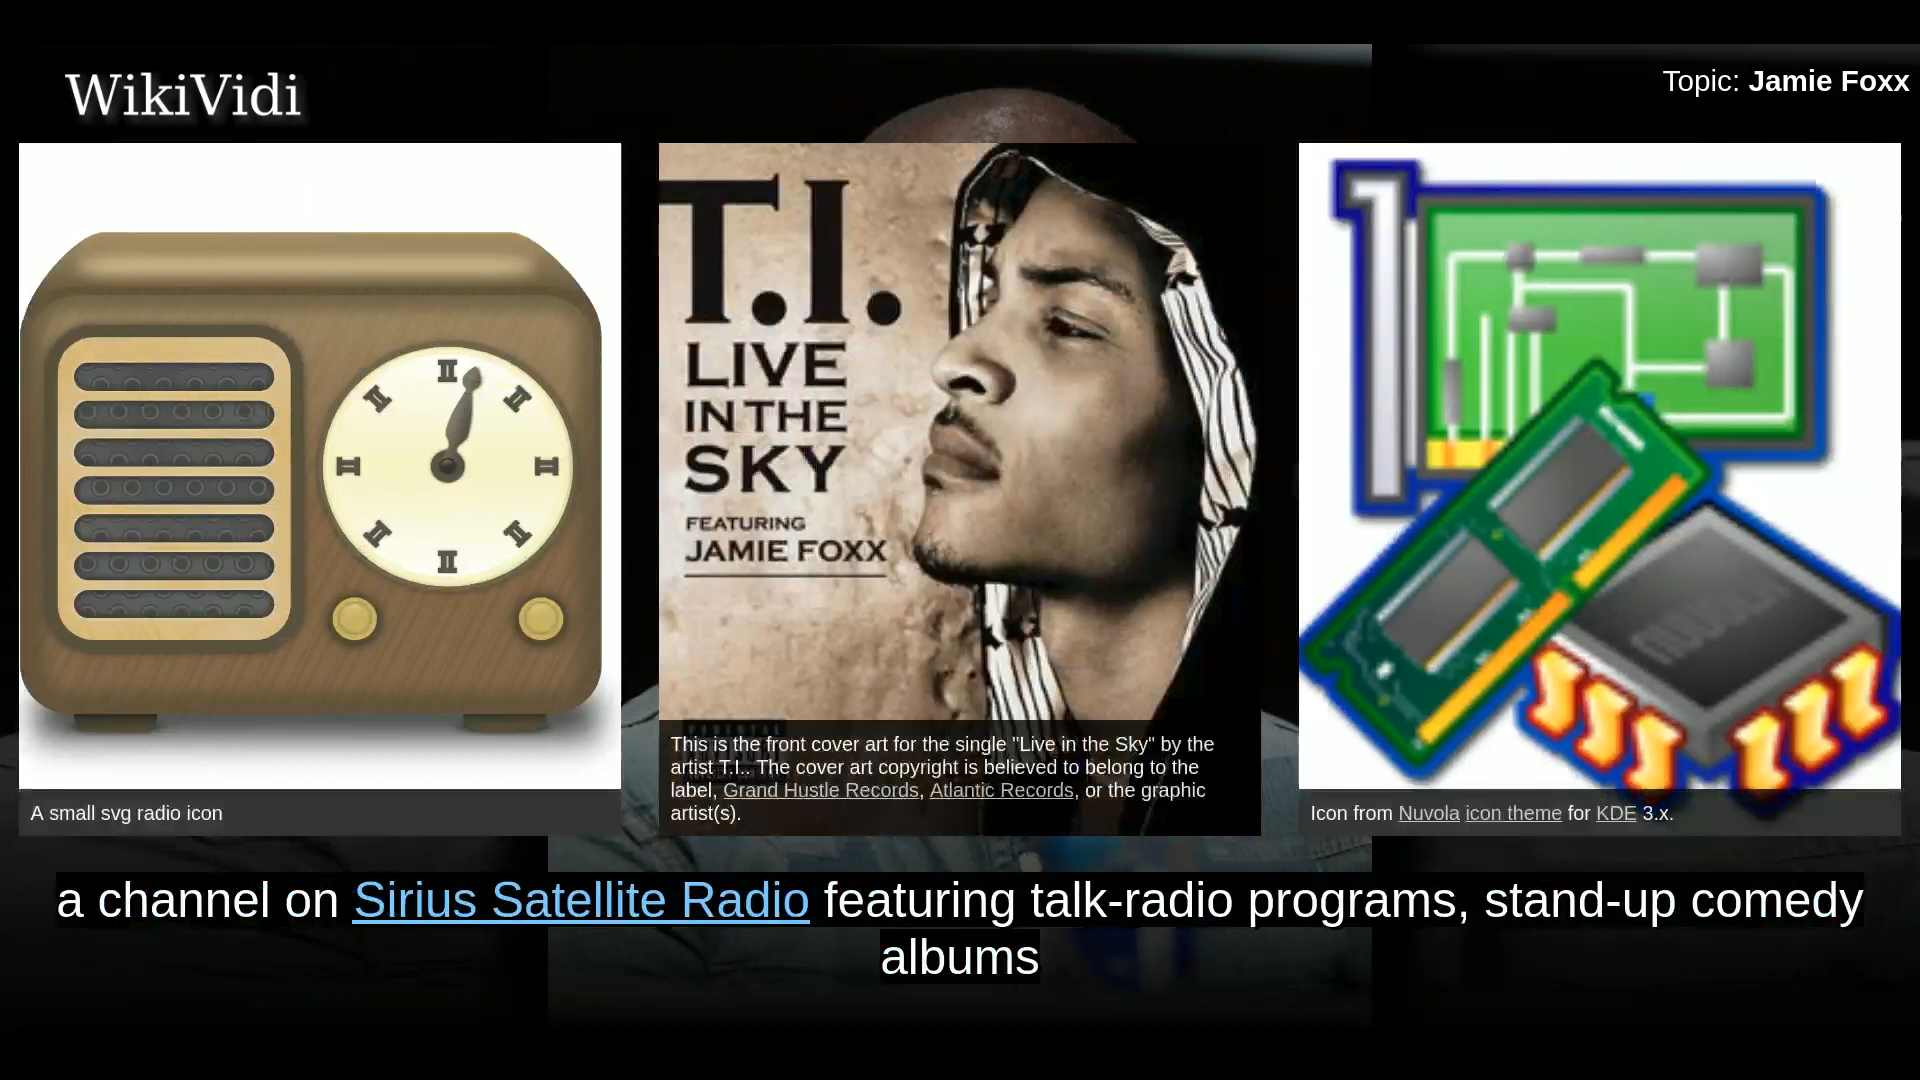 WikiVidi
Topic: Jamie Foxx
T.I.
LIVE
IN THE
SKY
FEATURING
JAMIE FOXX
This is the front cover art for the single "Live in the Sky" by the
artist T.I.. The cover art copyright is believed to belong to the
label, Grand Hustle Records, Atlantic Records, or the graphic
artist(s).
A small svg radio icon
Icon from Nuvola icon theme for KDE 3.x.
a channel on Sirius Satellite Radio featuring talk-radio programs, stand-up comedy
albums